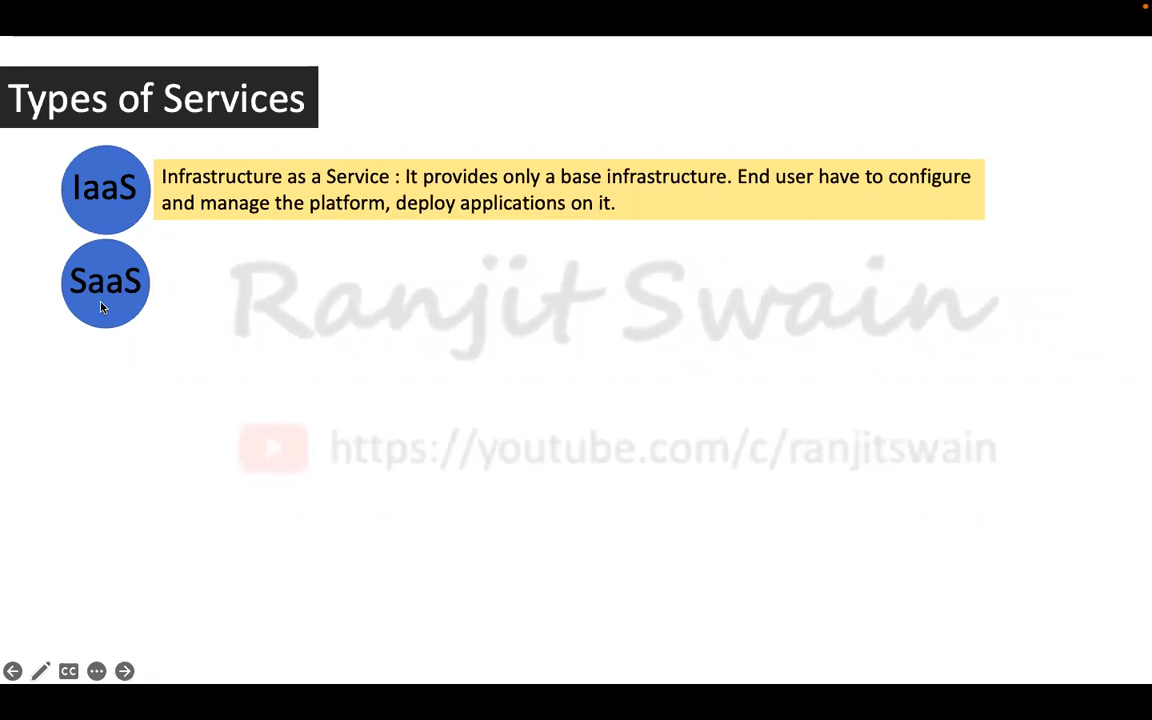 Types of Services
IaaS
Infrastructure as a Service : It provides only a base infrastructure. End user have to configure
and manage the platform, deploy applications on it.
SaaS
Ranjit Swain
https://youtube.com/c/ranjitswain
CC